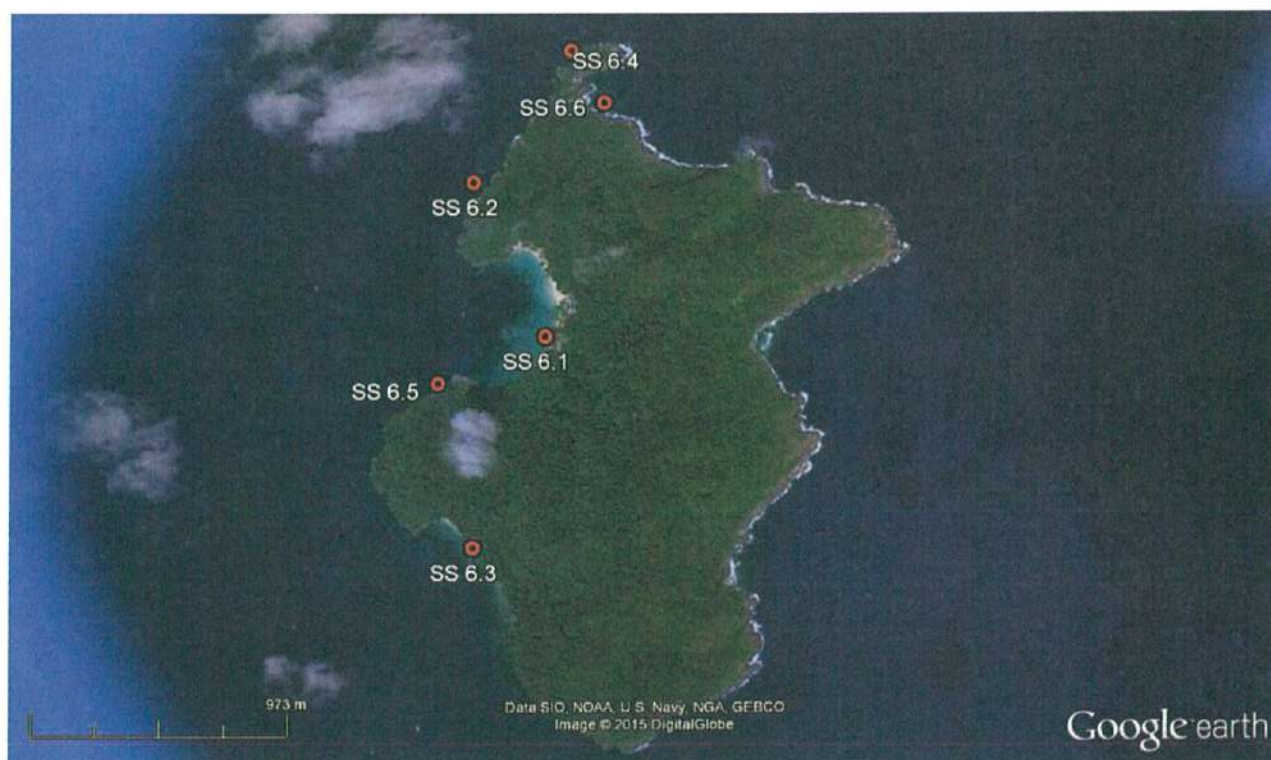 SS 6.4
SS 6.6
SS 6.2
SS 6.1
SS 6.5
SS 6.3
973 m
Data SIO, NOAA, U.S. Navy, NGA, GEBCO
Image © 2015 DigitalGlobe
Google earth